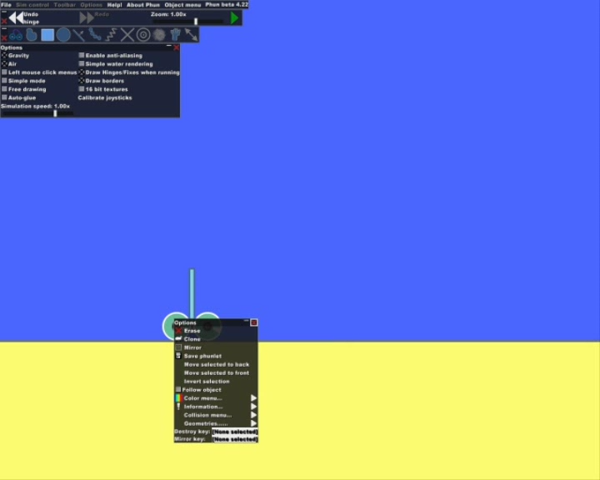 File Sim control Toolbar Options Help! About Phun Object menu Phun beta 4.22
Undo Redo Zoom: 1.00x
hinge
Options
Gravity Enable anti-aliasing
Air Simple water rendering
Left mouse click menus Draw Hinges/Fixes when running
Simple mode Draw borders
Free drawing 16 bit textures
Auto-glue Calibrate joysticks
Simulation speed: 1.00x
Options
Erase
Clone
Mirror
Save phunlet
Move selected to back
Move selected to front
Invert selection
Follow object
Color menu...
Information...
Collision menu...
Geometries.....
Destroy key: [None selected]
Mirror key: [None selected]